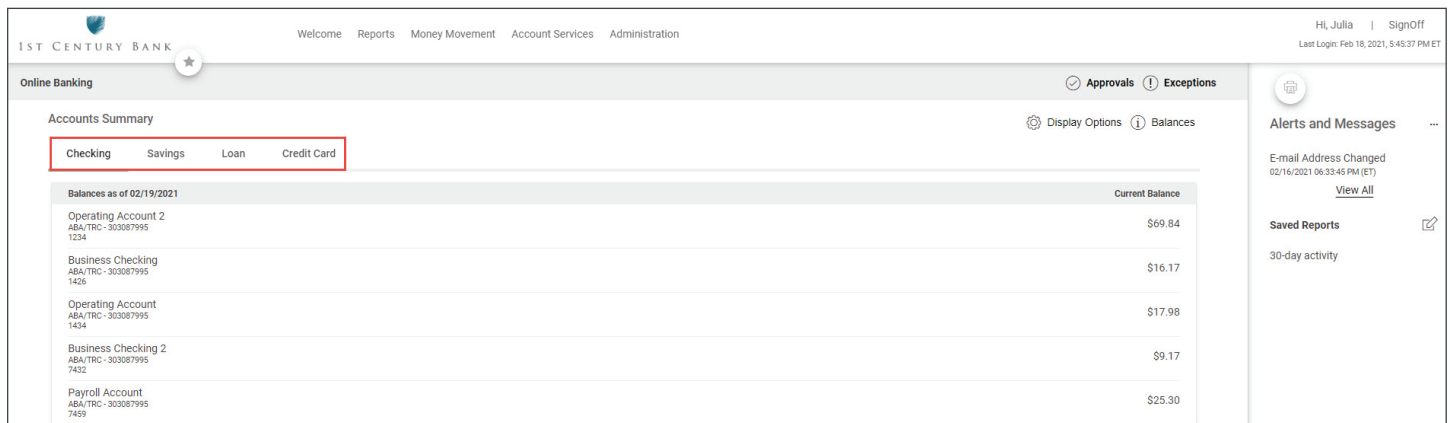 1ST CENTURY BANK
Welcome Reports Money Movement Account Services Administration
Hi, Julia | SignOff
Last Login: Feb 18, 2021, 5:45:37 PM ET
Online Banking
Approvals Exceptions
Accounts Summary
Display Options Balances
Checking Savings Loan Credit Card
Balances as of 02/19/2021 Current Balance
Operating Account 2
ABA/TRC - 303087995
1234
$69.84
Business Checking
ABA/TRC - 303087995
1426
$16.17
Operating Account
ABA/TRC - 303087995
1434
$17.98
Business Checking 2
ABA/TRC - 303087995
7432
$9.17
Payroll Account
ABA/TRC - 303087995
7459
$25.30
Alerts and Messages ...
E-mail Address Changed
02/16/2021 06:33:45 PM (ET)
View All
Saved Reports
30-day activity